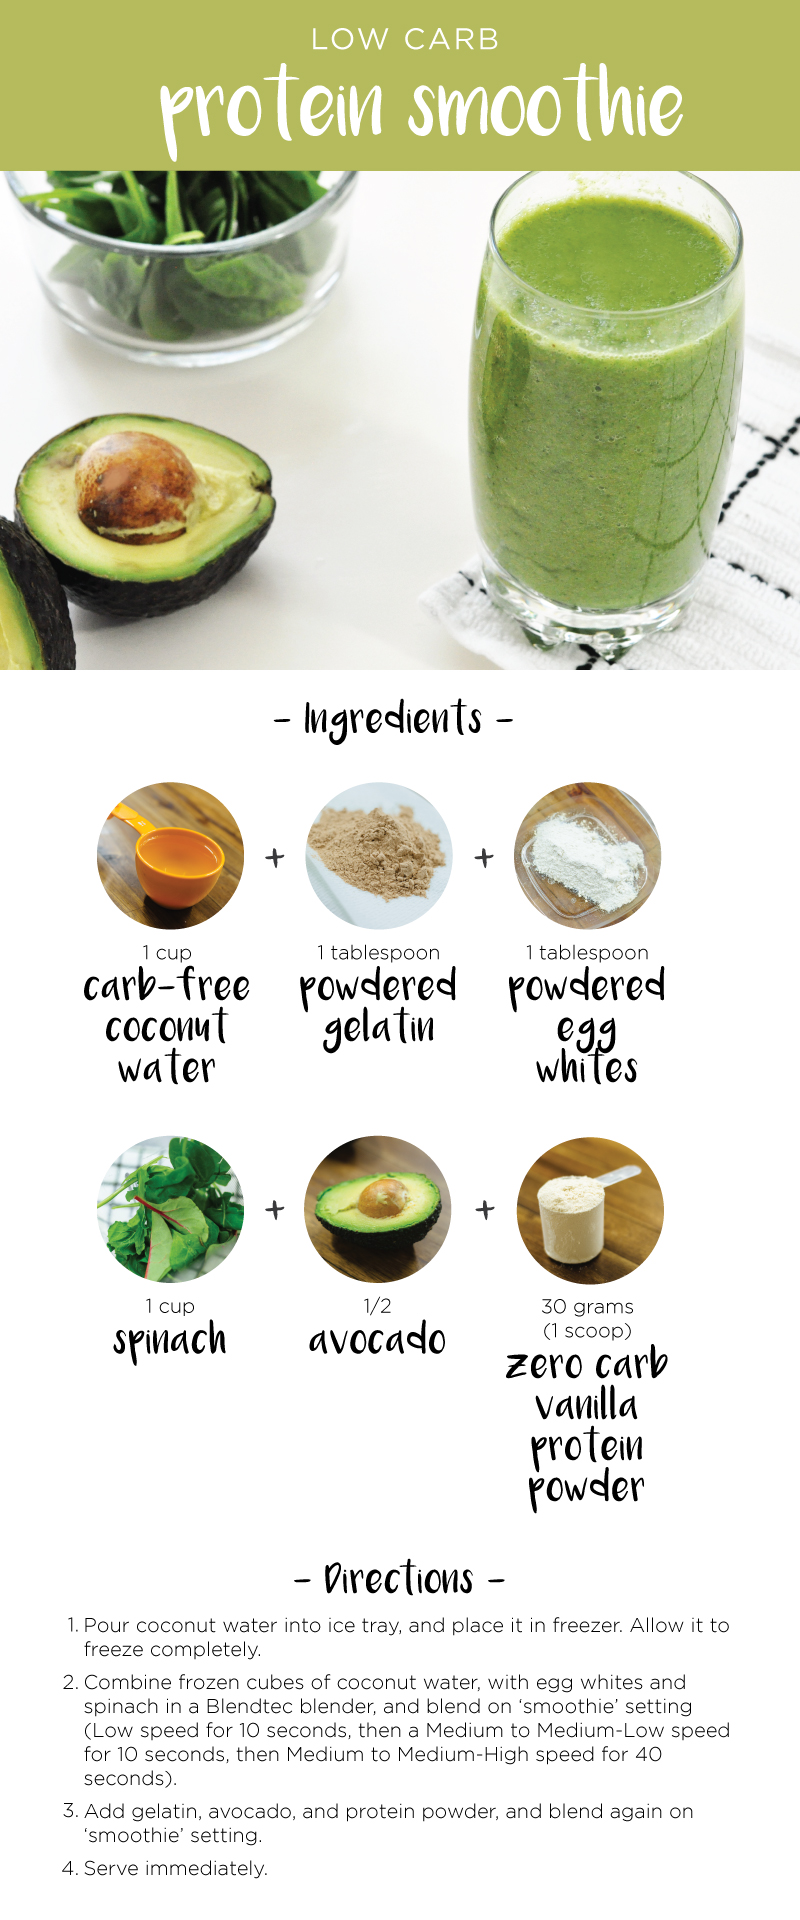 LOW CARB
protein smoothie
- Ingredients -
1 cup
carb-free
coconut
water
+
1 tablespoon
powdered
gelatin
+
1 tablespoon
powdered
egg
whites
1 cup
spinach
+
1/2
avocado
+
30 grams
(1 scoop)
zero carb
vanilla
protein
powder
- Directions -
1. Pour coconut water into ice tray, and place it in freezer. Allow it to
freeze completely.
2. Combine frozen cubes of coconut water, with egg whites and
spinach in a Blendtec blender, and blend on ‘smoothie’ setting
(Low speed for 10 seconds, then a Medium to Medium-Low speed
for 10 seconds, then Medium to Medium-High speed for 40
seconds).
3. Add gelatin, avocado, and protein powder, and blend again on
‘smoothie’ setting.
4. Serve immediately.